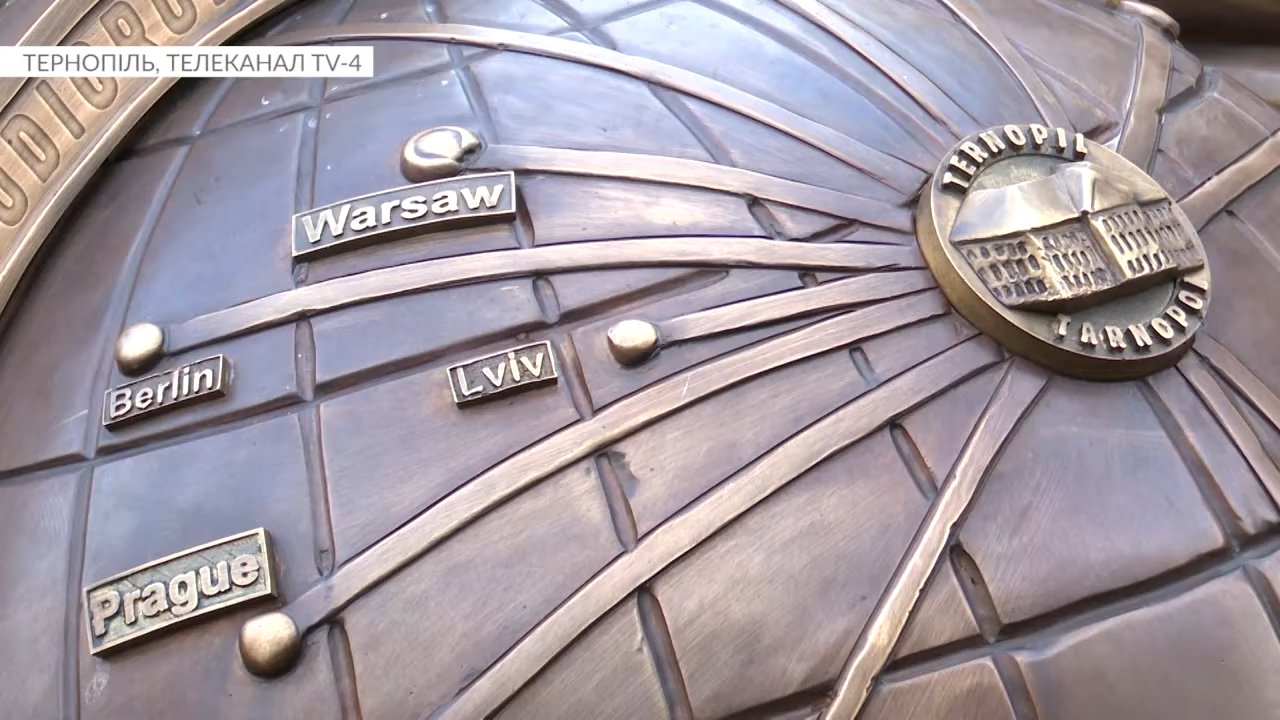 ТЕРНОПІЛЬ, ТЕЛЕКАНАЛ TV-4
TERNOPIL
Warsaw
TARNOPOL
Lviv
Berlin
Prague